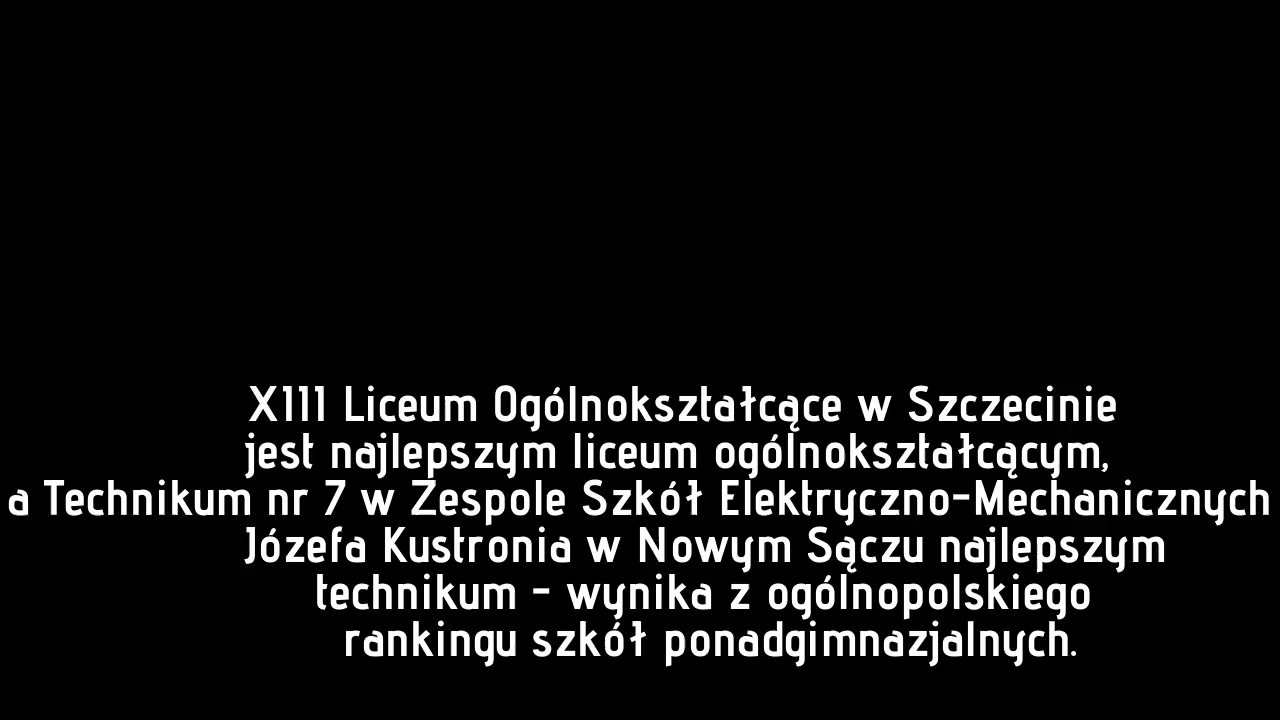 XIII Liceum Ogólnokształcące w Szczecinie
jest najlepszym liceum ogólnokształcącym,
a Technikum nr 7 w Zespole Szkół Elektryczno-Mechanicznych
Józefa Kustronia w Nowym Sączu najlepszym
technikum - wynika z ogólnopolskiego
rankingu szkół ponadgimnazjalnych.